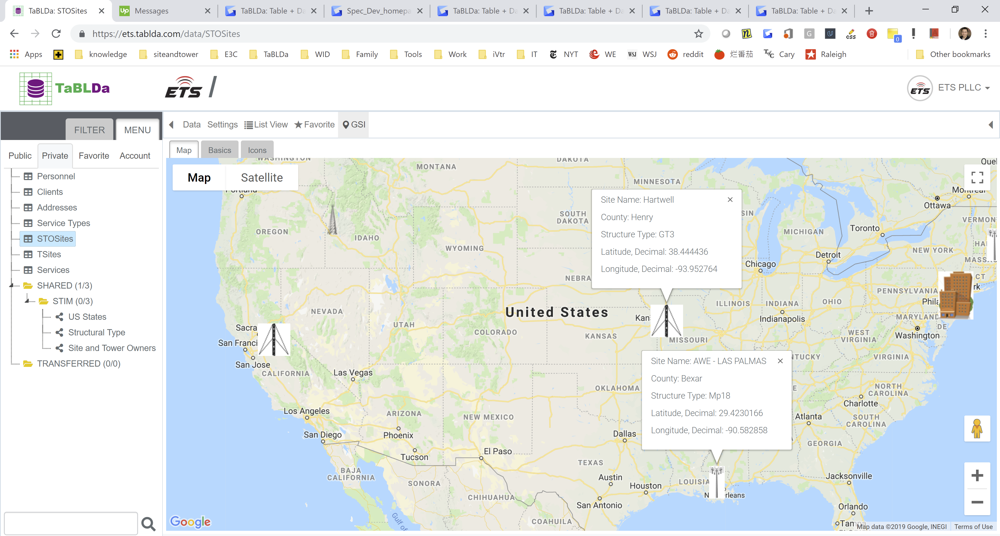 TaBLDa: STOSites
Messages
TaBLDa: Table + Da
Spec_Dev_homepa
TaBLDa: Table + Da
TaBLDa: Table + Da
TaBLDa: Table + Da
TaBLDa: Table + Da
https://ets.tablda.com/data/STOSites
0
Apps
knowledge
siteandtower
E3C
TaBLDa
WID
Family
Tools
Work
iVtr
IT
NYT
WE
WSJ
WSJ
reddit
烂番茄
Cary
Raleigh
Other bookmarks
TaBLDa
ETS /
ETS
ETS PLLC
FILTER
MENU
Data
Settings
List View
Favorite
GSI
Public
Private
Favorite
Account
Map
Basics
Icons
Personnel
Clients
Addresses
Service Types
STOSites
TSites
Services
SHARED (1/3)
STIM (0/3)
US States
Structural Type
Site and Tower Owners
TRANSFERRED (0/0)
Map
Satellite
WASHINGTON
MONTANA
DAKOTA
MINNESOTA
Portland
OREGON
IDAHO
WYOMING
SOUTH
DAKOTA
SIN
MICHIGAN
Toronto
Ottawa
Montreal
Quel
VERMON
NEW YORK
HA
MASS
CT
rk
Detroit
Chicago
NEBRA
Site Name: Hartwell
County: Henry
Structure Type: GT3
Latitude, Decimal: 38.444436
Longitude, Decimal: -93.952764
PENNSYLVANIA
Phila
OHIO
INDIANA
ILLINOIS
Indianapolis
MARYLAND
DE
Washington
WEST
VIRGINIA
VIRGINIA
NEVADA
UTAH
COLORADO
United States
KANSAS
Kan
MISSOURI
Sacra
San Franci
San Jose
CALIFORNIA
Las Vegas
Los Angeles
San Diego
ARIZONA
Phoenix
Tucson
NEW MEXICO
El Paso
OKLAHOMA
NTUCKY
E
NORTH
CAROLINA
Charlotte
SOUTH
CAROLINA
Atlanta
GEORGIA
Site Name: AWE - LAS PALMAS
County: Bexar
Structure Type: Mp18
Latitude, Decimal: 29.4230166
Longitude, Decimal: -90.582858
Dallas
TEXAS
Austin
Houston
San Antonio
LOUISIA
N
rleans
Jacksonville
Orlando
Tampa
BAJA
CALIFORNIA
SONORA
CHIHUAHUA
COAHUILA
Gulf of
Google
Map data ©2019 Google, INEGI
Terms of Use